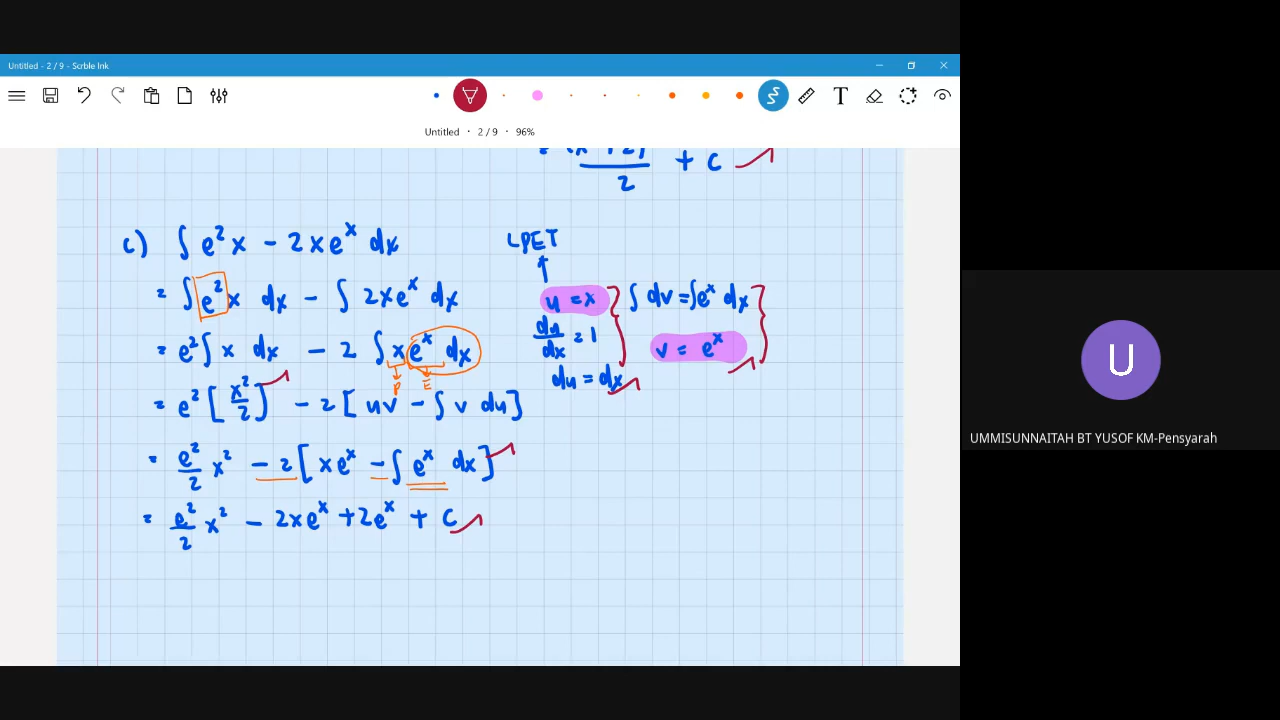 Untitled - 2 / 9 - Scrble Ink
Untitled · 2 / 9 · 96%
2 + c
c) ∫ e²x - 2xeˣ dx
= ∫ e²x dx - ∫ 2xeˣ dx
= e² ∫ x dx - 2 ∫ xeˣ dx
P E
= e² [x²/2] - 2 [uv - ∫ v du]
= e²/2 x² - 2 [xeˣ - ∫ eˣ dx]
= e²/2 x² - 2xeˣ + 2eˣ + c
LPET
u = x
du/dx = 1
du = dx
∫ dv = ∫ eˣ dx
v = eˣ
U
UMMISUNNAITAH BT YUSOF KM-Pensyarah